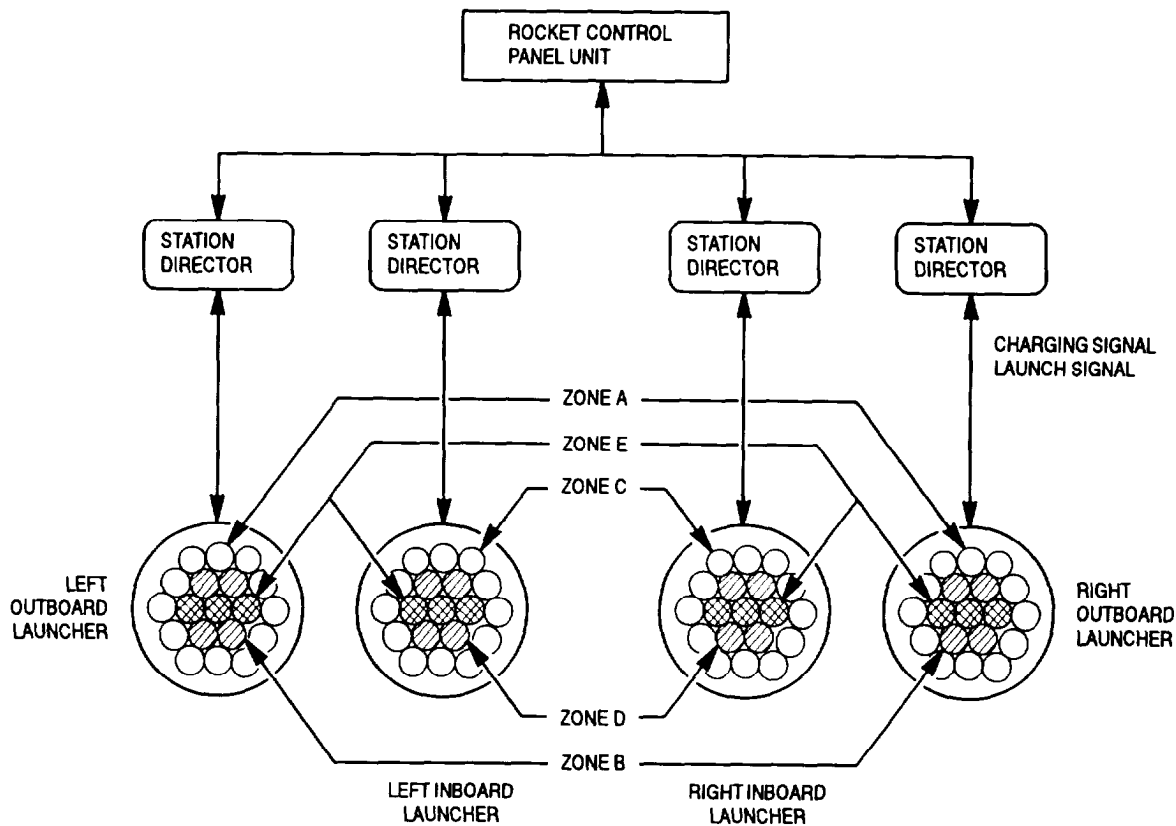 ROCKET CONTROL
PANEL UNIT
STATION
DIRECTOR
STATION
DIRECTOR
STATION
DIRECTOR
STATION
DIRECTOR
CHARGING SIGNAL
LAUNCH SIGNAL
ZONE A
ZONE E
ZONE C
LEFT
OUTBOARD
LAUNCHER
RIGHT
OUTBOARD
LAUNCHER
ZONE D
ZONE B
LEFT INBOARD
LAUNCHER
RIGHT INBOARD
LAUNCHER